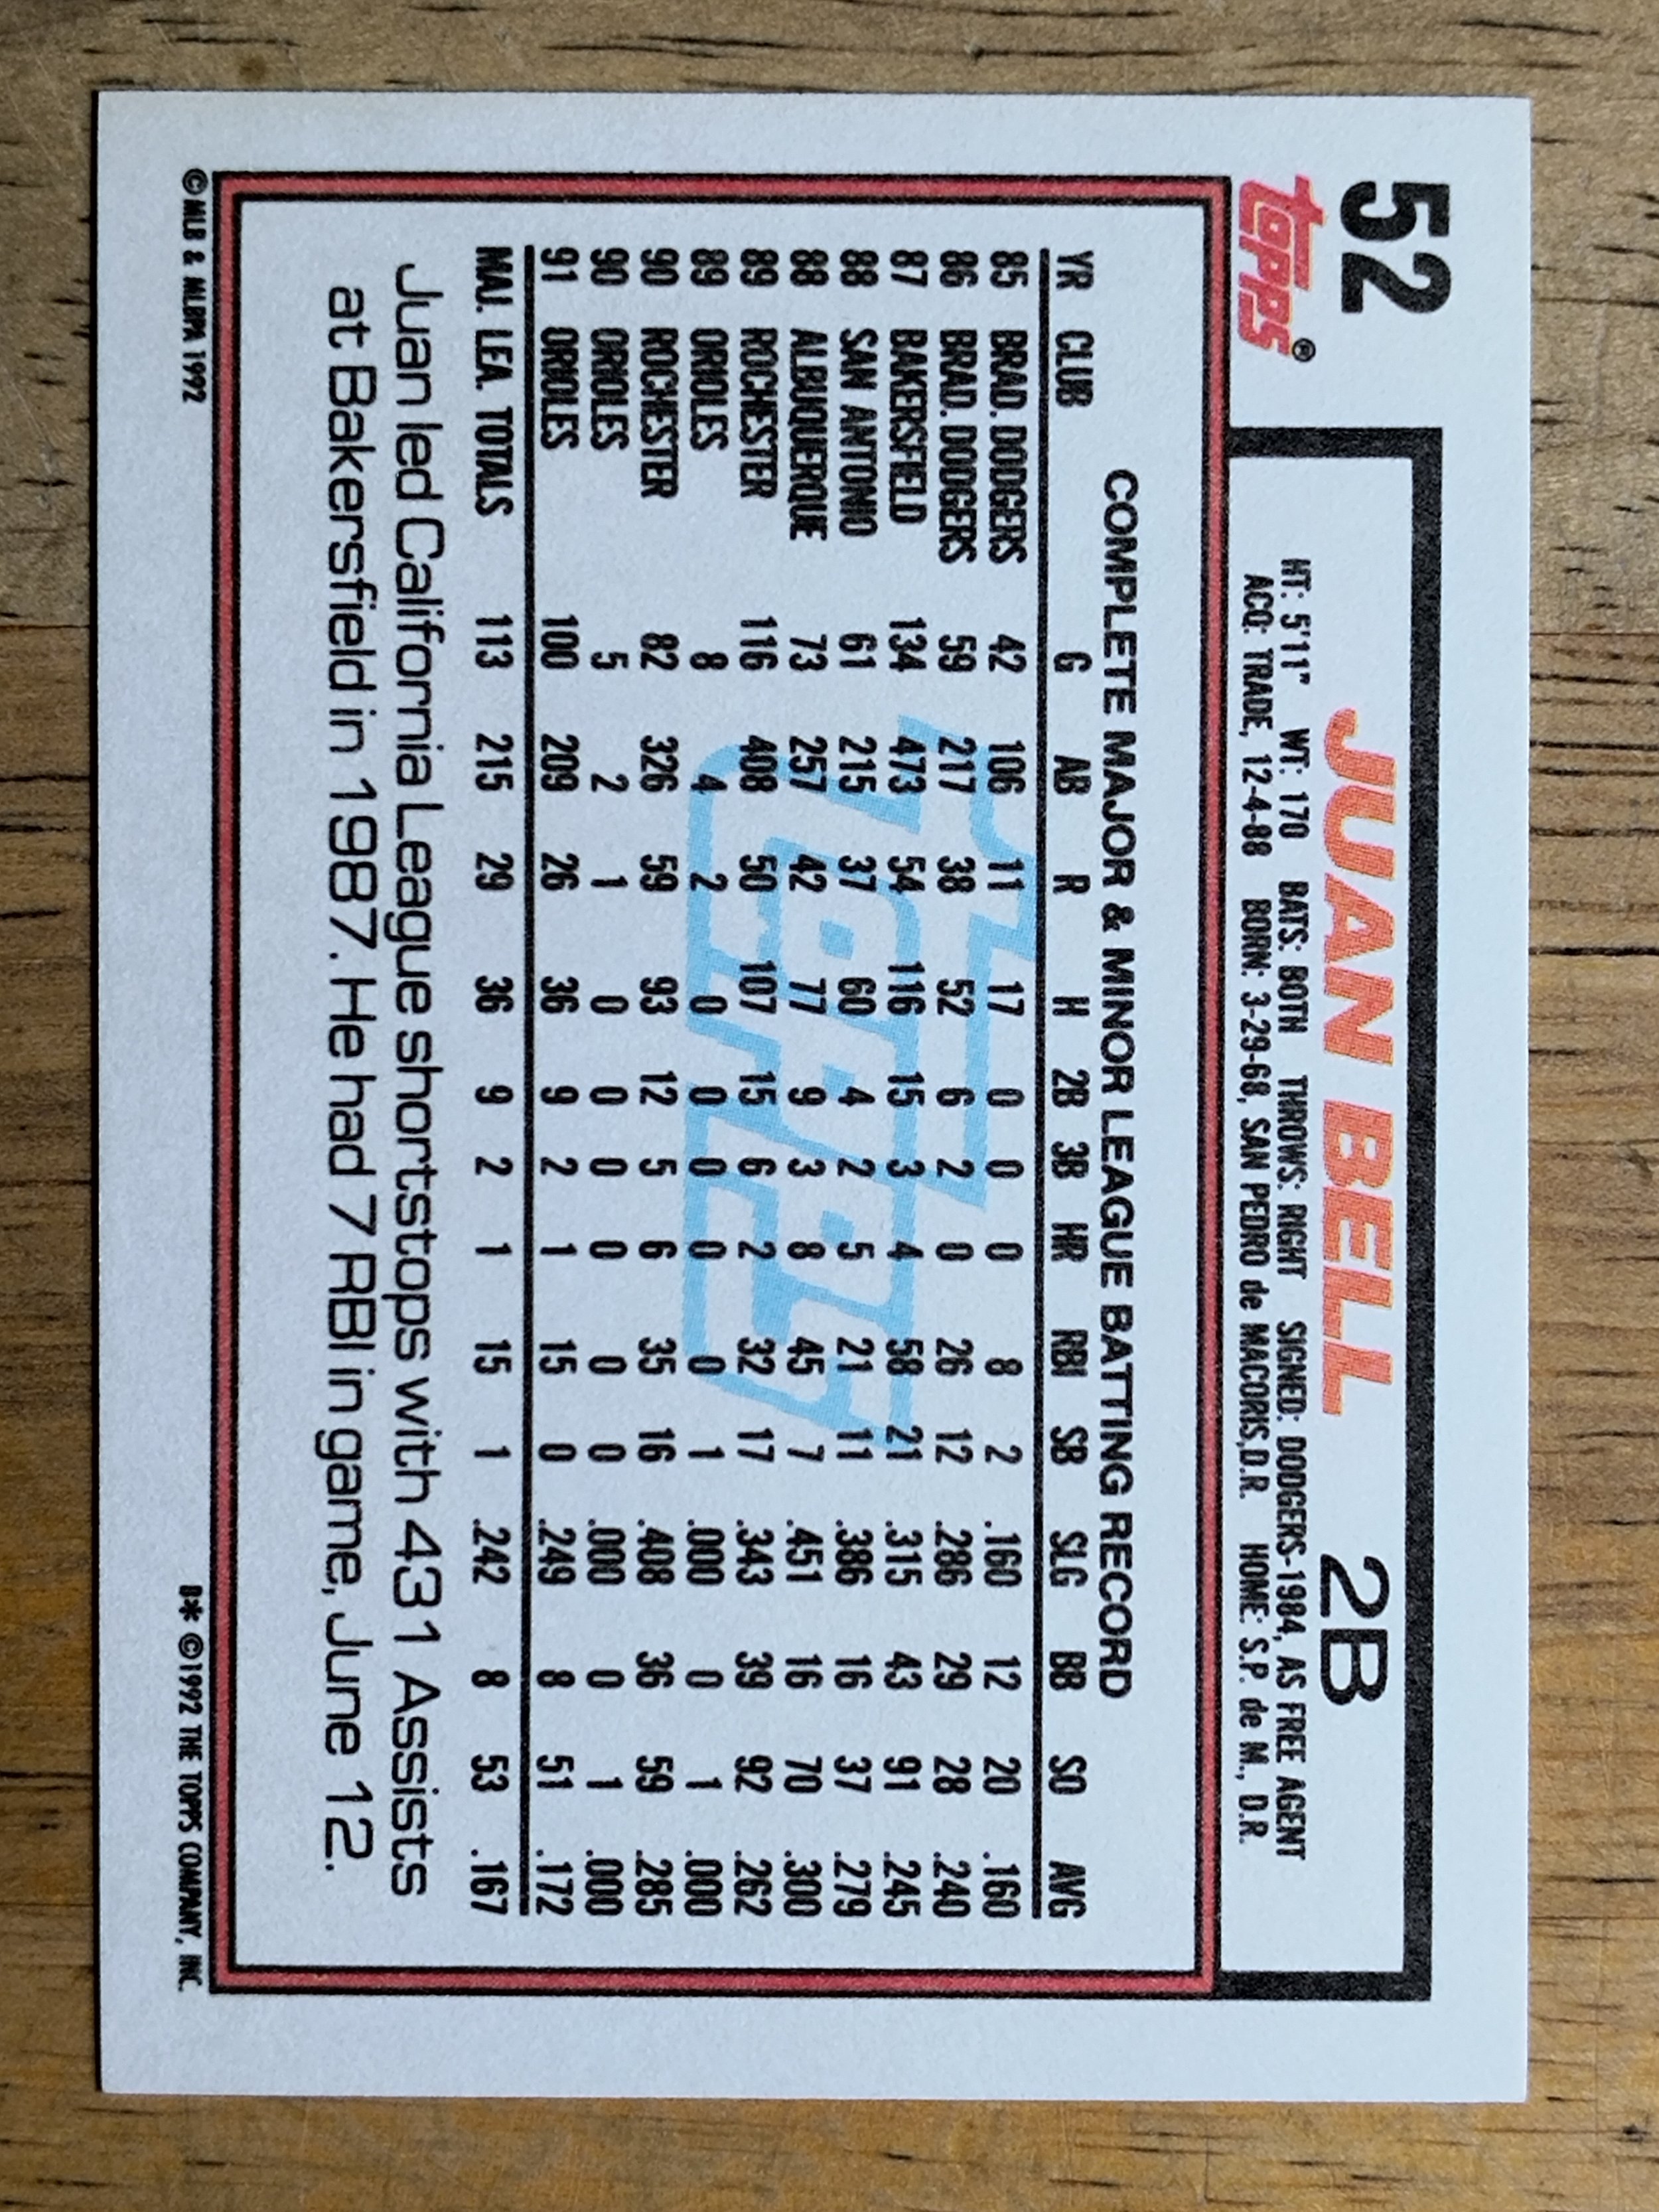 52
JUAN BELL 2B
Topps®
HT: 5'11" WT: 170 BATS: BOTH THROWS: RIGHT SIGNED: DODGERS-1984, AS FREE AGENT
ACQ: TRADE, 12-4-88 BORN: 3-29-68, SAN PEDRO de MACORIS,D.R. HOME: S.P. de M., D.R.
COMPLETE MAJOR & MINOR LEAGUE BATTING RECORD
YR CLUB G AB R H 2B 3B HR RBI SB SLG BB SO AVG
85 BRAD. DODGERS 42 106 11 17 0 0 0 8 2 .160 12 20 .160
86 BRAD. DODGERS 59 217 38 52 6 2 0 26 12 .286 29 28 .240
87 BAKERSFIELD 134 473 54 116 15 3 4 58 21 .315 43 91 .245
88 SAN ANTONIO 61 215 37 60 4 2 5 21 11 .386 16 37 .279
88 ALBUQUERQUE 73 257 42 77 9 3 8 45 7 .451 16 70 .300
89 ROCHESTER 116 408 50 107 15 6 2 32 17 .343 39 92 .262
89 ORIOLES 8 4 2 0 0 0 0 0 1 .000 0 1 .000
90 ROCHESTER 82 326 59 93 12 5 6 35 16 .408 36 59 .285
90 ORIOLES 5 2 1 0 0 0 0 0 0 .000 0 1 .000
91 ORIOLES 100 209 26 36 9 2 1 15 0 .249 8 51 .172
MAJ. LEA. TOTALS 113 215 29 36 9 2 1 15 1 .242 8 53 .167
Juan led California League shortstops with 431 Assists
at Bakersfield in 1987. He had 7 RBI in game, June 12.
© MLB & MLBPA 1992 B* ©1992 THE TOPPS COMPANY, INC.